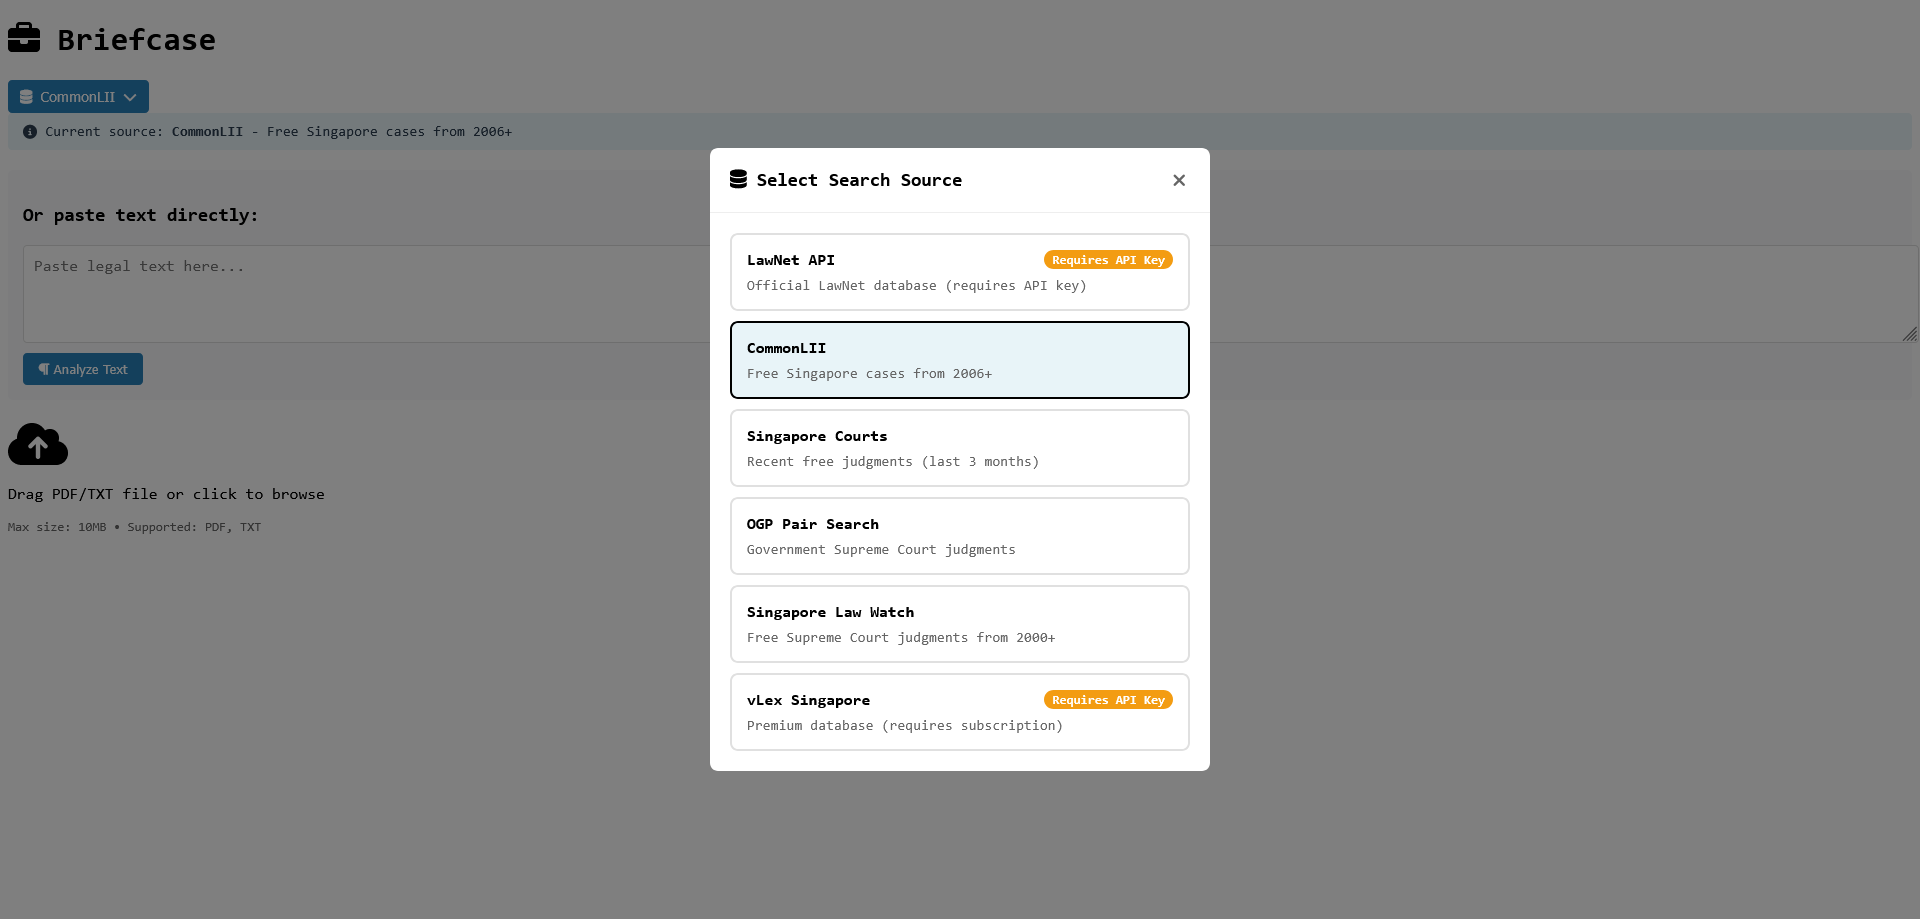 Briefcase
CommonLII
Current source: CommonLII - Free Singapore cases from 2006+
Or paste text directly:
Paste legal text here...
Analyze Text
Drag PDF/TXT file or click to browse
Max size: 10MB • Supported: PDF, TXT
Select Search Source
LawNet API
Requires API Key
Official LawNet database (requires API key)
CommonLII
Free Singapore cases from 2006+
Singapore Courts
Recent free judgments (last 3 months)
OGP Pair Search
Government Supreme Court judgments
Singapore Law Watch
Free Supreme Court judgments from 2000+
vLex Singapore
Requires API Key
Premium database (requires subscription)